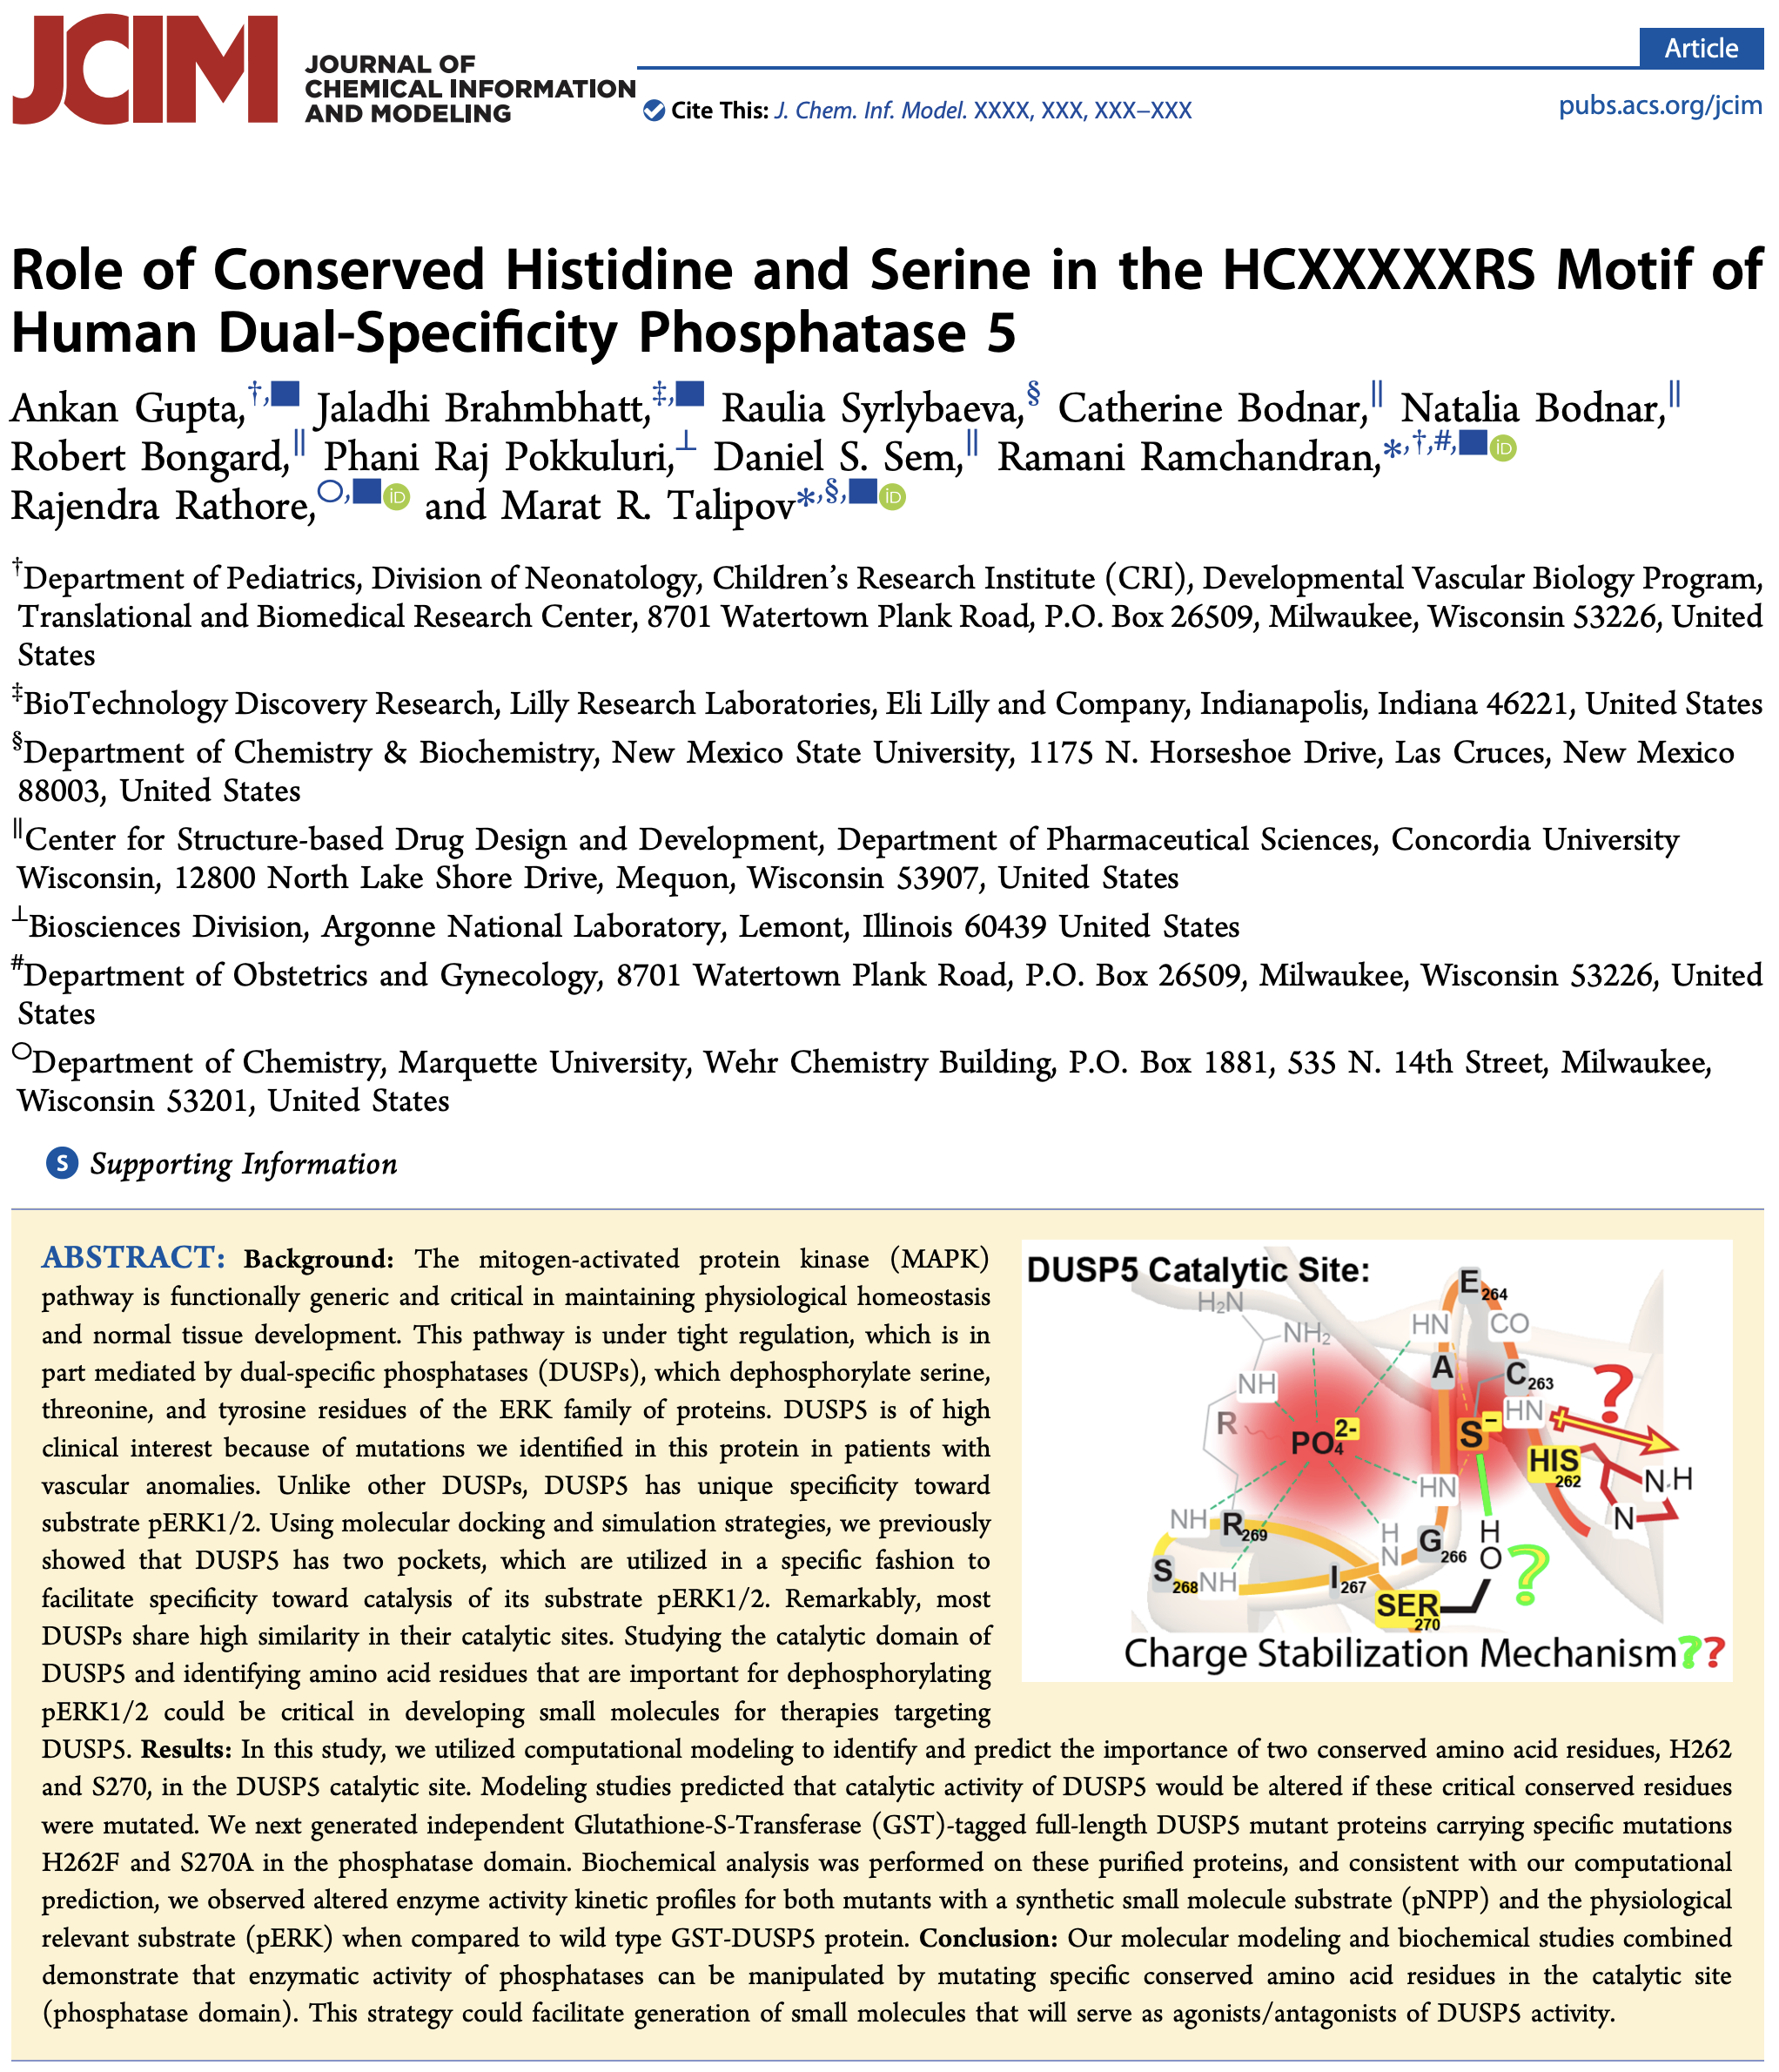 JCIM
JOURNAL OF
CHEMICAL INFORMATION
AND MODELING
Article
Cite This: J. Chem. Inf. Model. XXXX, XXX, XXX−XXX
pubs.acs.org/jcim
Role of Conserved Histidine and Serine in the HCXXXXXRS Motif of
Human Dual-Specificity Phosphatase 5
Ankan Gupta,†,■ Jaladhi Brahmbhatt,‡,■ Raulia Syrlybaeva,§ Catherine Bodnar,∥ Natalia Bodnar,∥
Robert Bongard,∥ Phani Raj Pokkuluri,⊥ Daniel S. Sem,∥ Ramani Ramchandran,*,†,#,■ iD
Rajendra Rathore,○,■ iD and Marat R. Talipov*,§,■ iD
†Department of Pediatrics, Division of Neonatology, Children’s Research Institute (CRI), Developmental Vascular Biology Program,
Translational and Biomedical Research Center, 8701 Watertown Plank Road, P.O. Box 26509, Milwaukee, Wisconsin 53226, United
States
‡BioTechnology Discovery Research, Lilly Research Laboratories, Eli Lilly and Company, Indianapolis, Indiana 46221, United States
§Department of Chemistry & Biochemistry, New Mexico State University, 1175 N. Horseshoe Drive, Las Cruces, New Mexico
88003, United States
∥Center for Structure-based Drug Design and Development, Department of Pharmaceutical Sciences, Concordia University
Wisconsin, 12800 North Lake Shore Drive, Mequon, Wisconsin 53907, United States
⊥Biosciences Division, Argonne National Laboratory, Lemont, Illinois 60439 United States
#Department of Obstetrics and Gynecology, 8701 Watertown Plank Road, P.O. Box 26509, Milwaukee, Wisconsin 53226, United
States
○Department of Chemistry, Marquette University, Wehr Chemistry Building, P.O. Box 1881, 535 N. 14th Street, Milwaukee,
Wisconsin 53201, United States
S Supporting Information
ABSTRACT: Background: The mitogen-activated protein kinase (MAPK)
pathway is functionally generic and critical in maintaining physiological homeostasis
and normal tissue development. This pathway is under tight regulation, which is in
part mediated by dual-specific phosphatases (DUSPs), which dephosphorylate serine,
threonine, and tyrosine residues of the ERK family of proteins. DUSP5 is of high
clinical interest because of mutations we identified in this protein in patients with
vascular anomalies. Unlike other DUSPs, DUSP5 has unique specificity toward
substrate pERK1/2. Using molecular docking and simulation strategies, we previously
showed that DUSP5 has two pockets, which are utilized in a specific fashion to
facilitate specificity toward catalysis of its substrate pERK1/2. Remarkably, most
DUSPs share high similarity in their catalytic sites. Studying the catalytic domain of
DUSP5 and identifying amino acid residues that are important for dephosphorylating
pERK1/2 could be critical in developing small molecules for therapies targeting
DUSP5. Results: In this study, we utilized computational modeling to identify and predict the importance of two conserved amino acid residues, H262
and S270, in the DUSP5 catalytic site. Modeling studies predicted that catalytic activity of DUSP5 would be altered if these critical conserved residues
were mutated. We next generated independent Glutathione-S-Transferase (GST)-tagged full-length DUSP5 mutant proteins carrying specific mutations
H262F and S270A in the phosphatase domain. Biochemical analysis was performed on these purified proteins, and consistent with our computational
prediction, we observed altered enzyme activity kinetic profiles for both mutants with a synthetic small molecule substrate (pNPP) and the physiological
relevant substrate (pERK) when compared to wild type GST-DUSP5 protein. Conclusion: Our molecular modeling and biochemical studies combined
demonstrate that enzymatic activity of phosphatases can be manipulated by mutating specific conserved amino acid residues in the catalytic site
(phosphatase domain). This strategy could facilitate generation of small molecules that will serve as agonists/antagonists of DUSP5 activity.
DUSP5 Catalytic Site:
E264
H2N
NH2
HN
CO
A
C263
?
NH
HN
R
PO4 2-
S−
HIS262
N.H
HN
N
NH
R269
H
N
G266
H
O
?
S268
NH
I267
SER270
Charge Stabilization Mechanism??